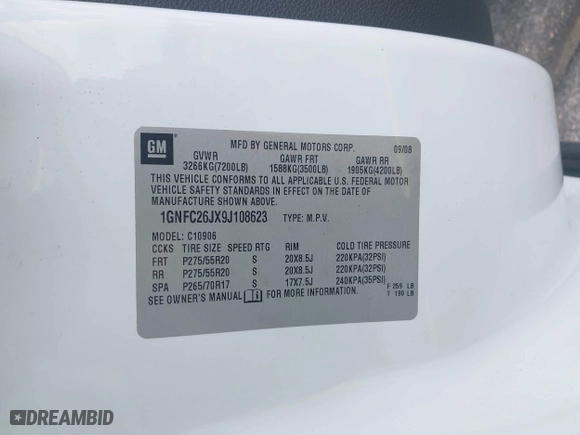 GM
MFD BY GENERAL MOTORS CORP. 09/08
GVWR GAWR FRT GAWR RR
3266KG(7200LB) 1588KG(3500LB) 1905KG(4200LB)
THIS VEHICLE CONFORMS TO ALL APPLICABLE U.S. FEDERAL MOTOR
VEHICLE SAFETY STANDARDS IN EFFECT ON THE DATE OF
MANUFACTURE SHOWN ABOVE.
1GNFC26JX9J108623 TYPE: M.P.V.
MODEL: C10906
CCKS TIRE SIZE SPEED RTG RIM COLD TIRE PRESSURE
FRT P275/55R20 S 20X8.5J 220KPA(32PSI)
RR P275/55R20 S 20X8.5J 220KPA(32PSI)
SPA P265/70R17 S 17X7.5J 240KPA(35PSI) F 259 LB
SEE OWNER'S MANUAL FOR MORE INFORMATION. T 190 LB
DREAMBID